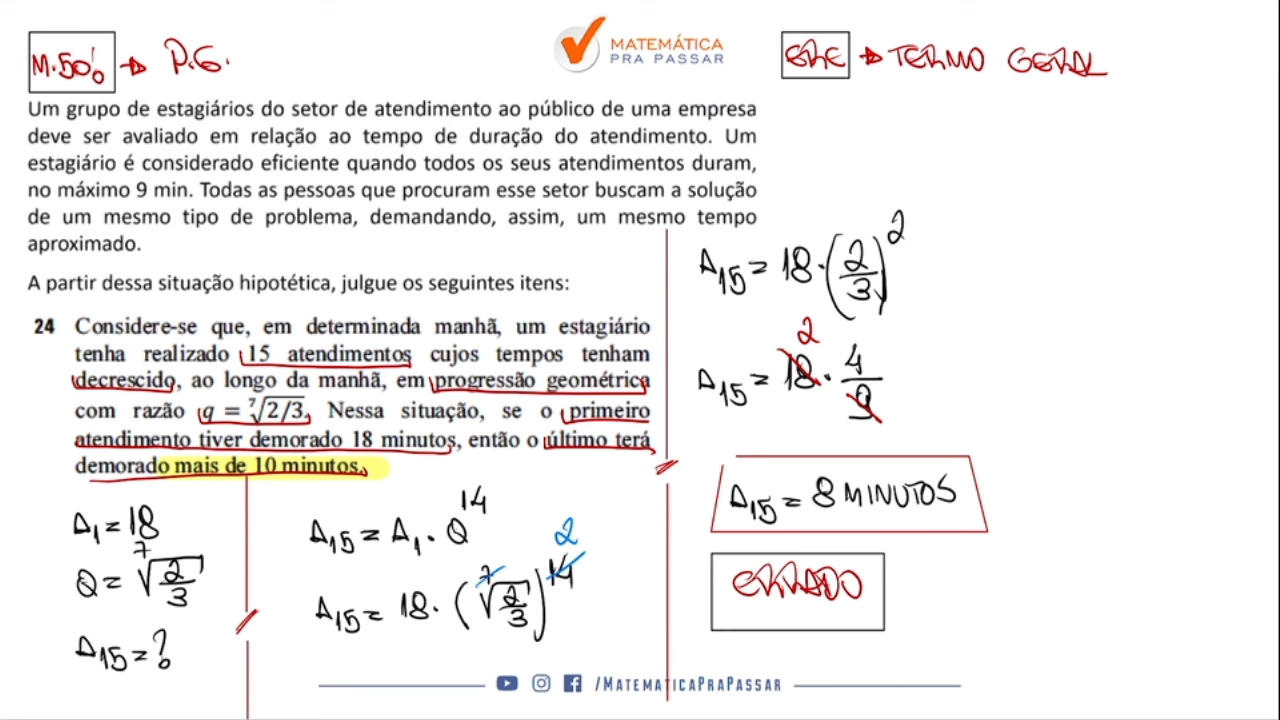 M.50% → P.G.
MATEMÁTICA
PRA PASSAR
→ TERMO GERAL
Um grupo de estagiários do setor de atendimento ao público de uma empresa
deve ser avaliado em relação ao tempo de duração do atendimento. Um
estagiário é considerado eficiente quando todos os seus atendimentos duram,
no máximo 9 min. Todas as pessoas que procuram esse setor buscam a solução
de um mesmo tipo de problema, demandando, assim, um mesmo tempo
aproximado.
A partir dessa situação hipotética, julgue os seguintes itens:
24 Considere-se que, em determinada manhã, um estagiário
tenha realizado 15 atendimentos cujos tempos tenham
decrescido, ao longo da manhã, em progressão geométrica
com razão q = ⁷√2/3. Nessa situação, se o primeiro
atendimento tiver demorado 18 minutos, então o último terá
demorado mais de 10 minutos.
A₁ = 18
Q = ⁷√(2/3)
A₁₅ = ?
A₁₅ = A₁ · Q¹⁴
A₁₅ = 18 · (⁷√(2/3))¹⁴ 2
A₁₅ = 18 · (2/3)²
2
A₁₅ = 18 · 4/9
A₁₅ = 8 MINUTOS
ERRADO
/MATEMATICAPRAPASSAR